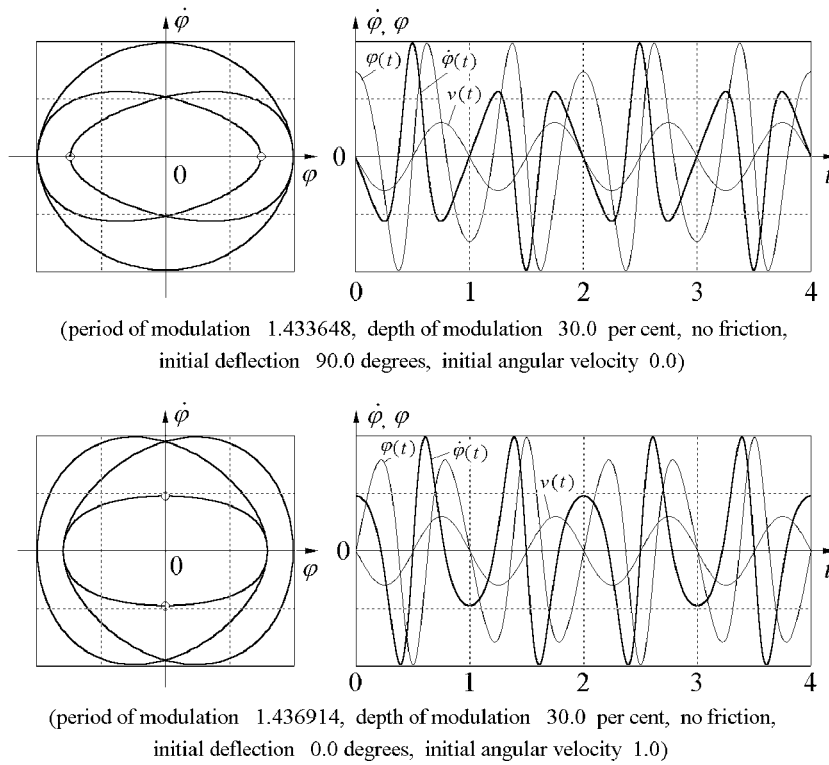 φ̇
φ̇, φ
φ(t)
φ̇(t)
v(t)
0
φ
0
t
0
1
2
3
4
(period of modulation 1.433648, depth of modulation 30.0 per cent, no friction,
initial deflection 90.0 degrees, initial angular velocity 0.0)
φ̇
φ̇, φ
φ(t)
φ̇(t)
v(t)
0
φ
0
t
0
1
2
3
4
(period of modulation 1.436914, depth of modulation 30.0 per cent, no friction,
initial deflection 0.0 degrees, initial angular velocity 1.0)